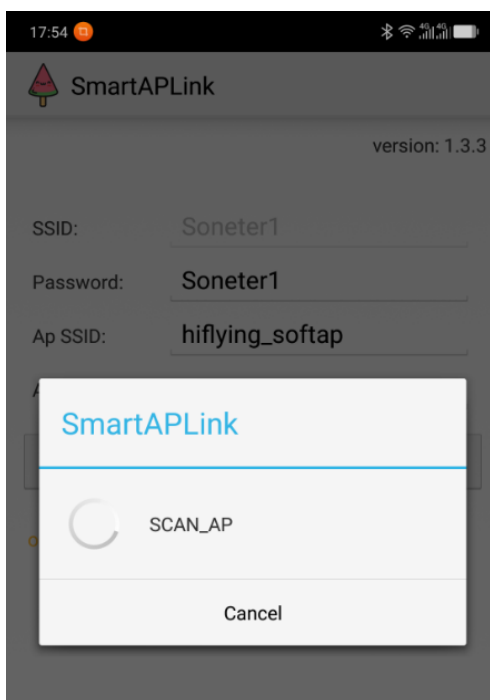 17:54
SmartAPLink
version: 1.3.3
SSID: Soneter1
Password: Soneter1
Ap SSID: hiflying_softap
SmartAPLink
SCAN_AP
Cancel